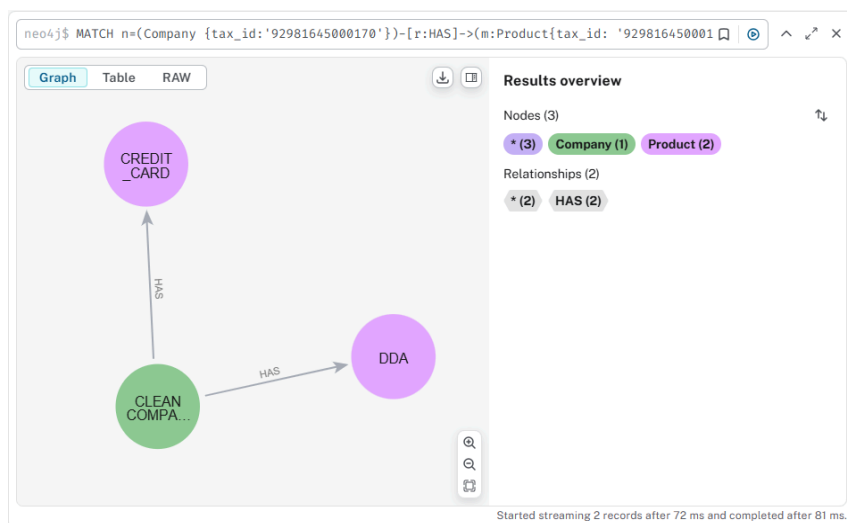 neo4j$ MATCH n=(Company {tax_id:'92981645000170'})-[r:HAS]->(m:Product{tax_id: '929816450001
Graph Table RAW
Results overview
Nodes (3)
* (3) Company (1) Product (2)
Relationships (2)
* (2) HAS (2)
CREDIT
_CARD
HAS
DDA
HAS
CLEAN
COMPA...
Started streaming 2 records after 72 ms and completed after 81 ms.